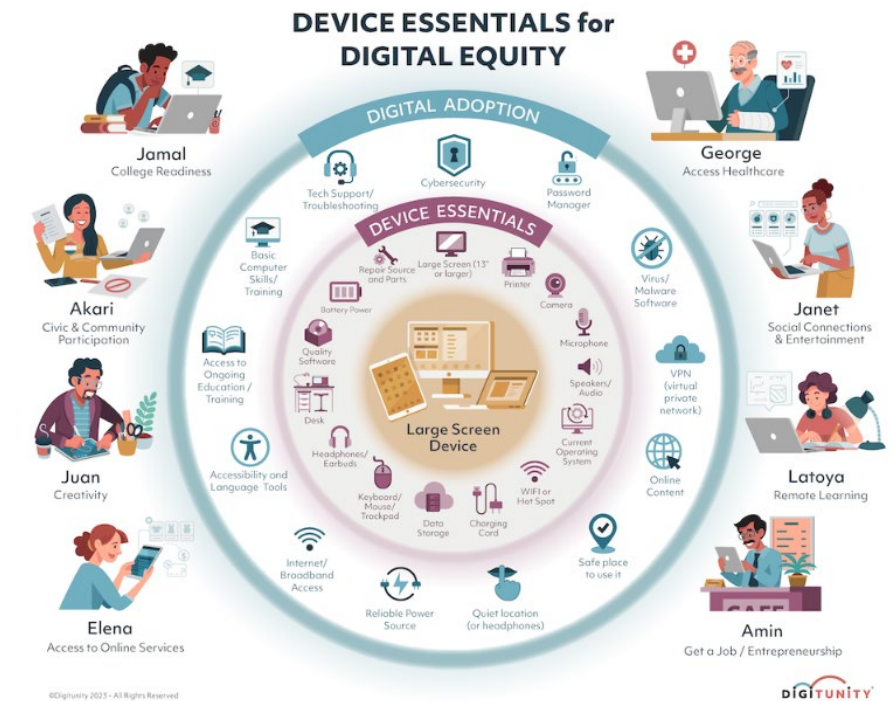 DEVICE ESSENTIALS for
DIGITAL EQUITY
DIGITAL ADOPTION
Jamal
College Readiness
George
Access Healthcare
Tech Support/
Troubleshooting
Cybersecurity
Password
Manager
DEVICE ESSENTIALS
Basic
Computer
Skills/
Training
Repair Source
and Parts
Large Screen (13"
or larger)
Printer
Camera
Virus/
Malware
Software
Battery Power
Akari
Civic & Community
Participation
Janet
Social Connections
& Entertainment
Quality
Software
Microphone
Access to
Ongoing
Education /
Training
Speakers/
Audio
VPN
(virtual
private
network)
Desk
Large Screen
Device
Current
Operating
System
Headphones/
Earbuds
Juan
Creativity
Accessibility and
Language Tools
Online
Content
Latoya
Remote Learning
Keyboard/
Mouse/
Trackpad
Data
Storage
Charging
Cord
WIFI or
Hot Spot
Internet/
Broadband
Access
Safe place
to use it
Reliable Power
Source
Quiet location
(or headphones)
Elena
Access to Online Services
CAFE
Amin
Get a Job / Entrepreneurship
©Digitunity 2023 - All Rights Reserved
DIGITUNITY